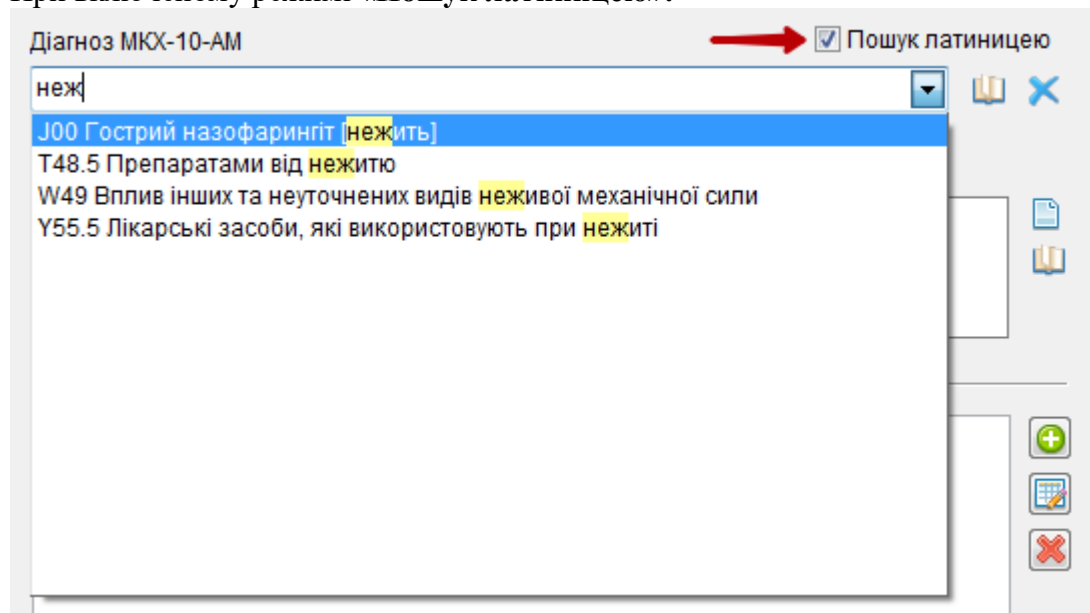 Діагноз МКХ-10-АМ
Пошук латиницею
неж
J00 Гострий назофарингіт [нежить]
T48.5 Препаратами від нежитю
W49 Вплив інших та неуточнених видів неживої механічної сили
Y55.5 Лікарські засоби, які використовують при нежиті